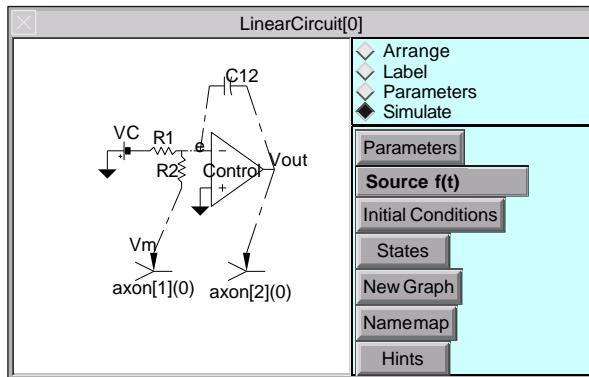 LinearCircuit[0]
C12
VC
R1
e
-
R2
Control
Vout
+
+
Vm
axon[1](0)
axon[2](0)
Arrange
Label
Parameters
Simulate
Parameters
Source f(t)
Initial Conditions
States
New Graph
Namemap
Hints